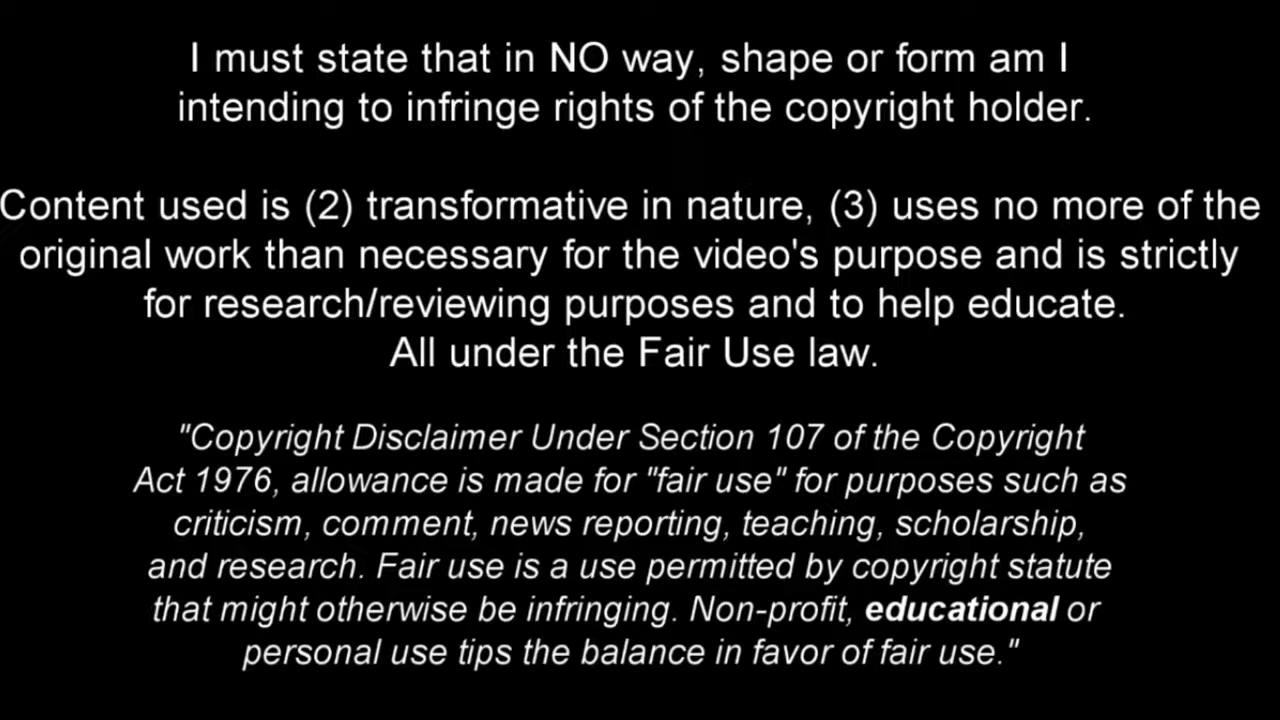 I must state that in NO way, shape or form am I
intending to infringe rights of the copyright holder.
Content used is (2) transformative in nature, (3) uses no more of the
original work than necessary for the video's purpose and is strictly
for research/reviewing purposes and to help educate.
All under the Fair Use law.
"Copyright Disclaimer Under Section 107 of the Copyright
Act 1976, allowance is made for "fair use" for purposes such as
criticism, comment, news reporting, teaching, scholarship,
and research. Fair use is a use permitted by copyright statute
that might otherwise be infringing. Non-profit, educational or
personal use tips the balance in favor of fair use."